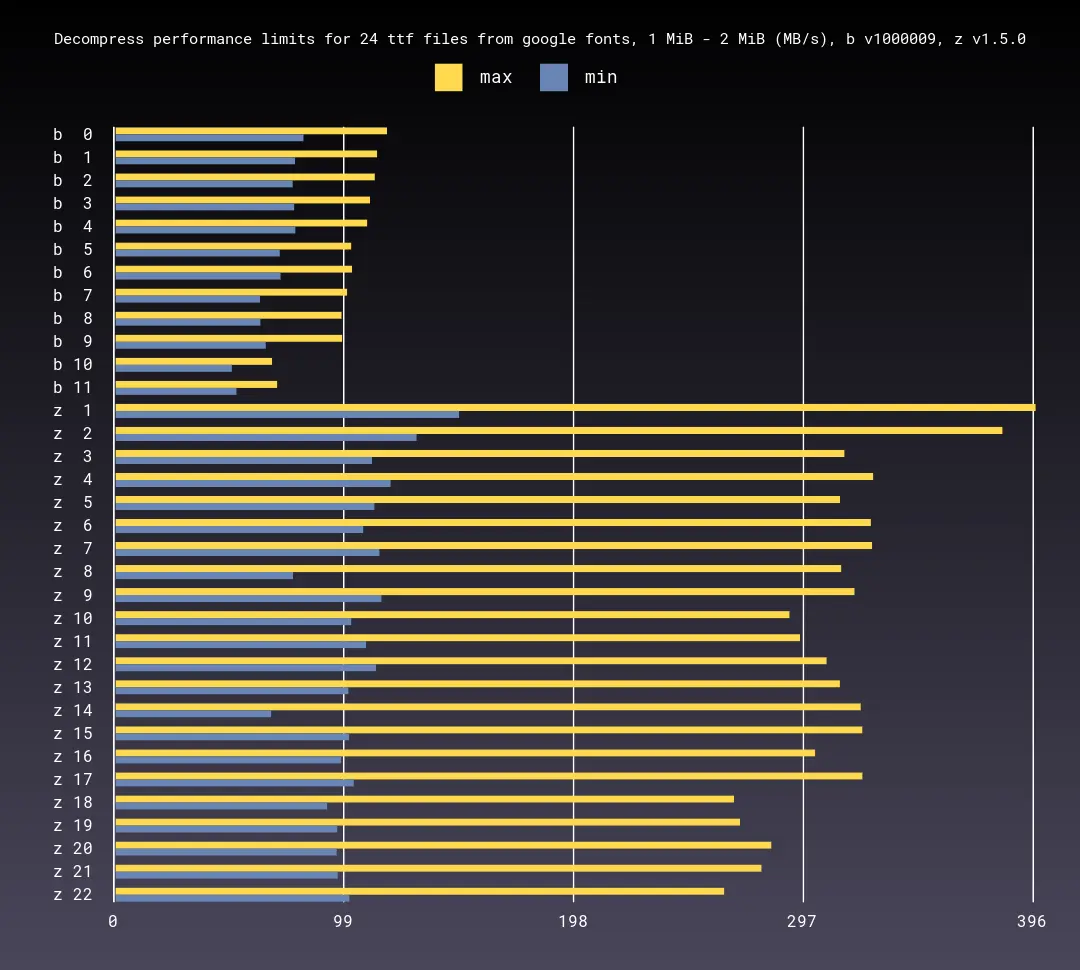 Decompress performance limits for 24 ttf files from google fonts, 1 MiB - 2 MiB (MB/s), b v1000009, z v1.5.0
max min
b 0
b 1
b 2
b 3
b 4
b 5
b 6
b 7
b 8
b 9
b 10
b 11
z 1
z 2
z 3
z 4
z 5
z 6
z 7
z 8
z 9
z 10
z 11
z 12
z 13
z 14
z 15
z 16
z 17
z 18
z 19
z 20
z 21
z 22
0 99 198 297 396